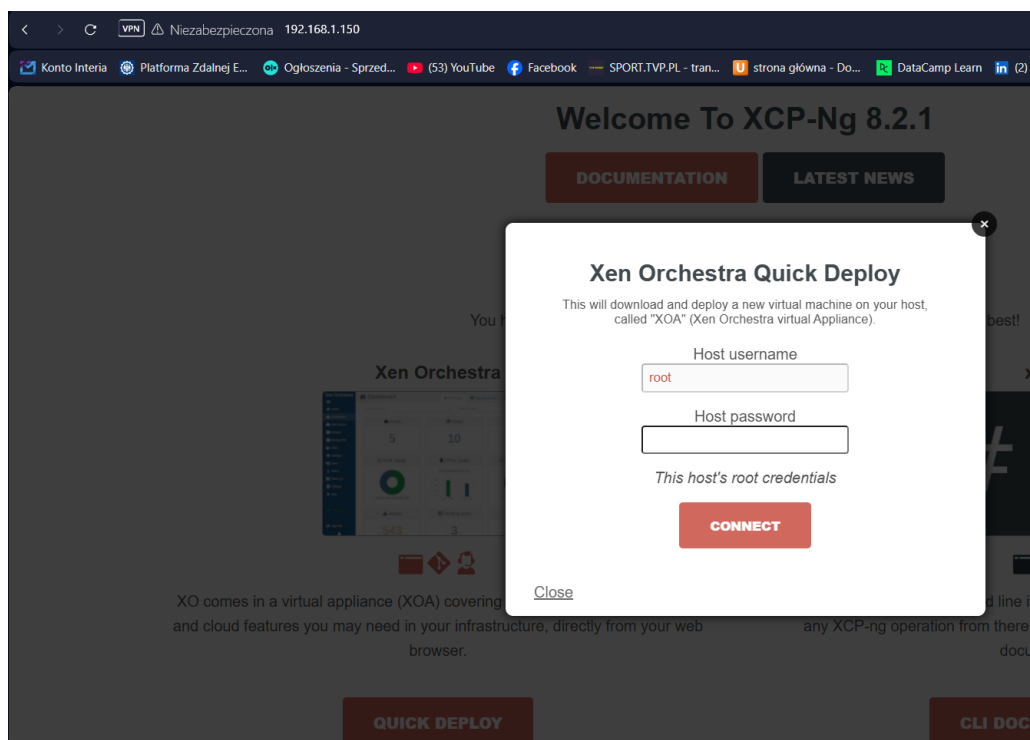 VPN Niezabezpieczona 192.168.1.150
Konto Interia Platforma Zdalnej E... Ogłoszenia - Sprzed... (53) YouTube Facebook SPORT.TVP.PL - tran... strona główna - Do... DataCamp Learn (2)
Welcome To XCP-Ng 8.2.1
DOCUMENTATION LATEST NEWS
Xen Orchestra Quick Deploy
This will download and deploy a new virtual machine on your host,
called "XOA" (Xen Orchestra virtual Appliance).
You best!
Host username
root
Xen Orchestra
Host password
5 10
This host's root credentials
CONNECT
543 3
Close
XO comes in a virtual appliance (XOA) covering d line i
and cloud features you may need in your infrastructure, directly from your web any XCP-ng operation from there
browser. docu
QUICK DEPLOY CLI DOC